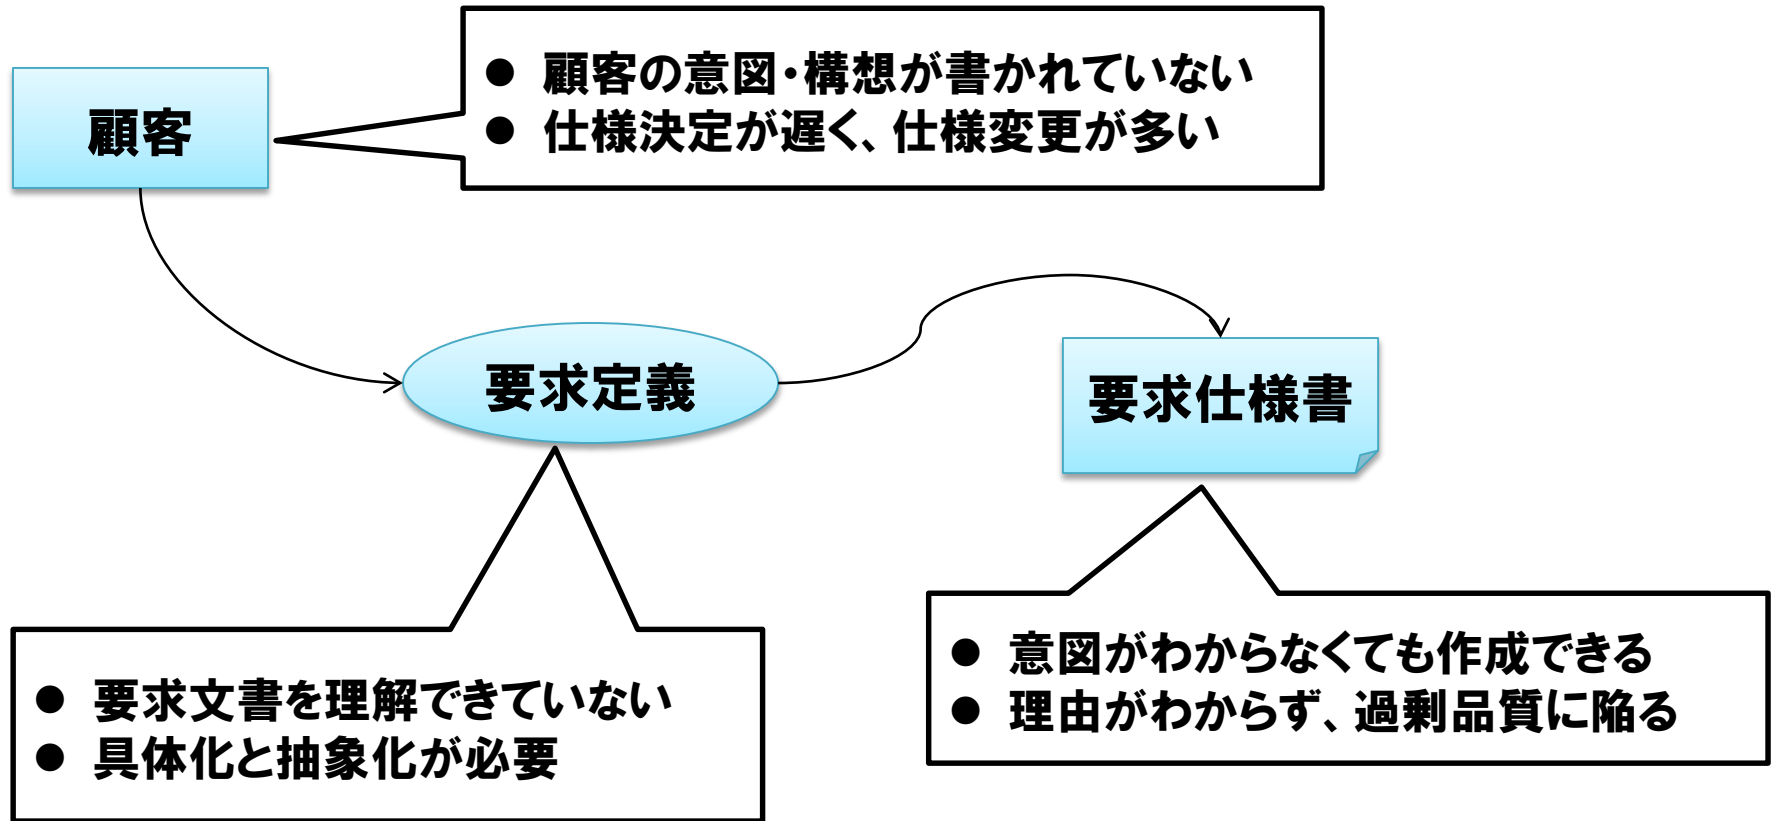 ● 顧客の意図・構想が書かれていない
● 仕様決定が遅く、仕様変更が多い
顧客
要求定義
要求仕様書
● 意図がわからなくても作成できる
● 理由がわからず、過剰品質に陥る
● 要求文書を理解できていない
● 具体化と抽象化が必要